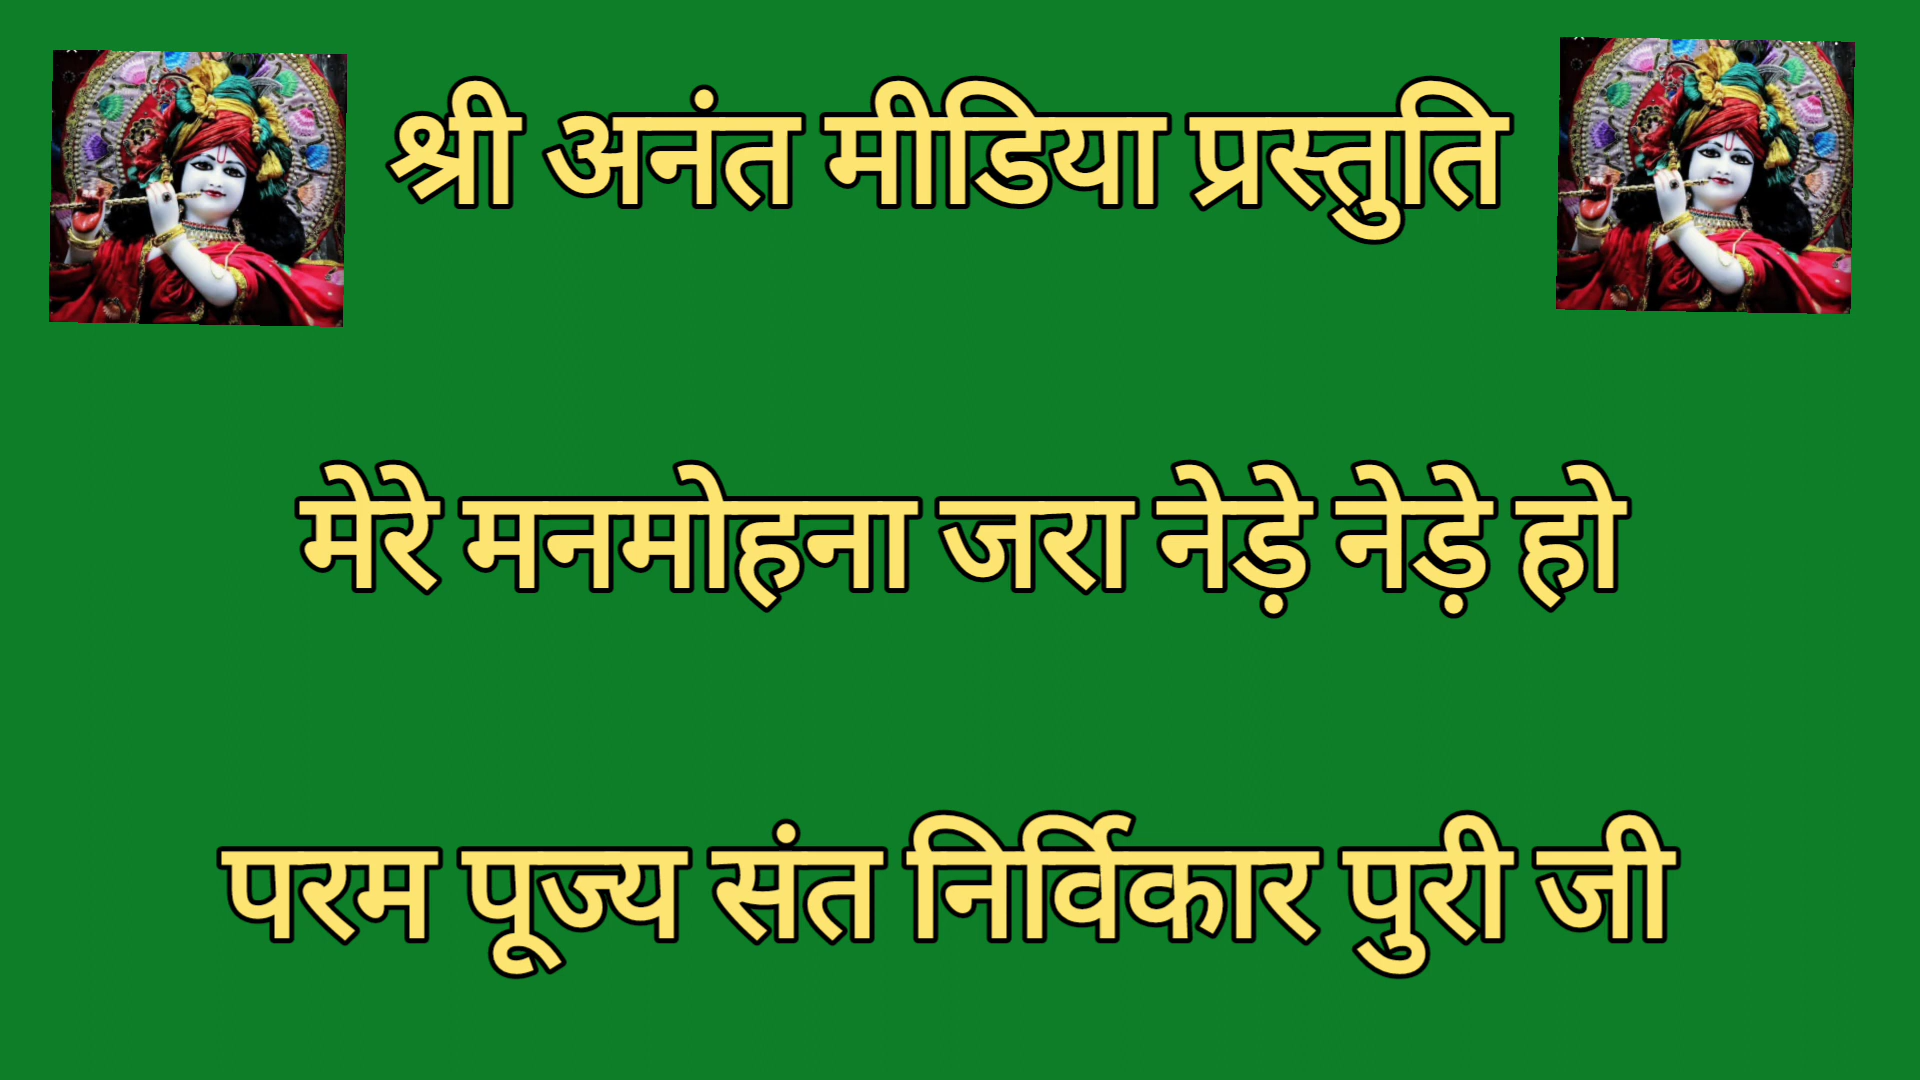 श्री अनंत मीडिया प्रस्तुति
मेरे मनमोहना जरा नेड़े नेड़े हो
परम पूज्य संत निर्विकार पुरी जी